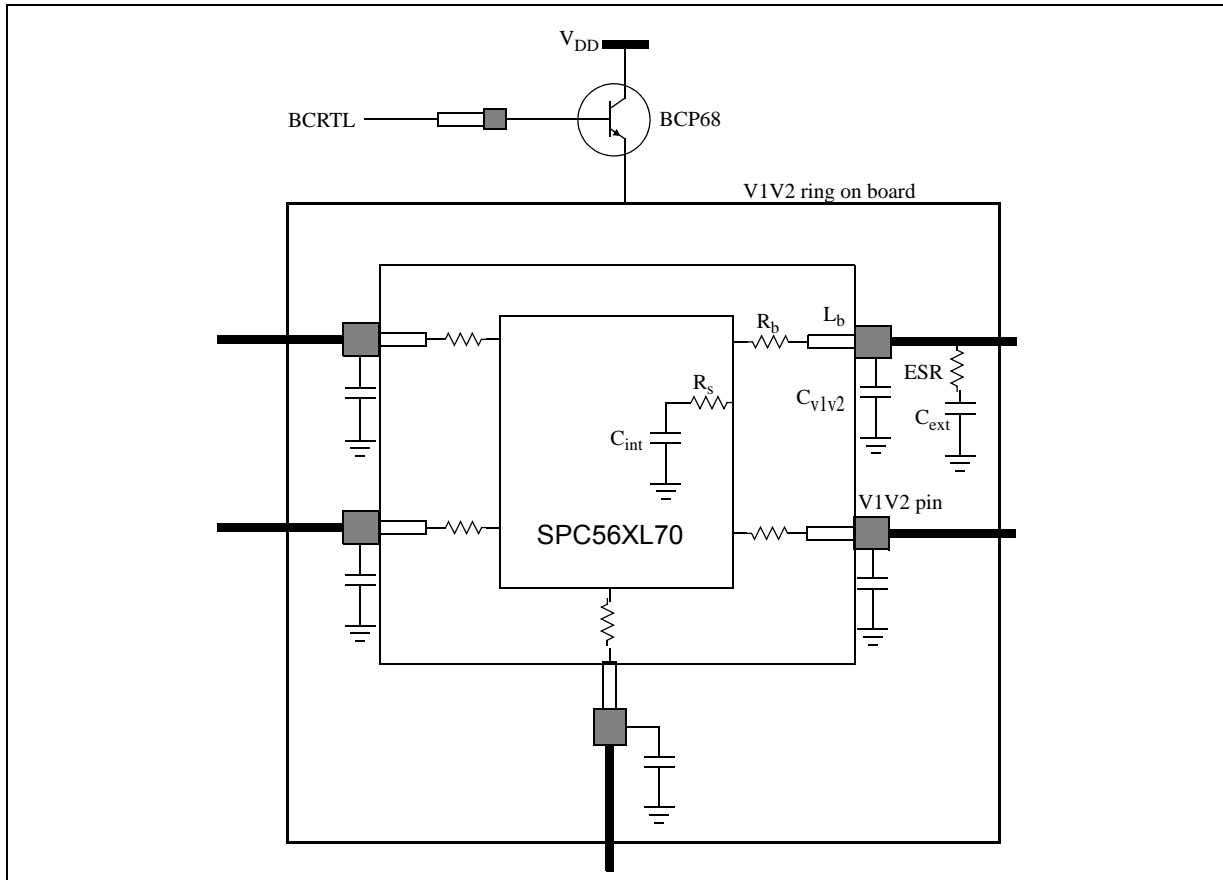 V_DD
BCRTL
BCP68
V1V2 ring on board
R_b
L_b
ESR
R_s
C_v1v2
C_ext
C_int
V1V2 pin
SPC56XL70